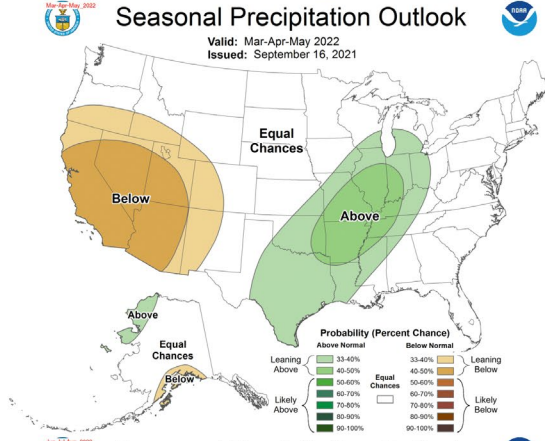 Mar-Apr-May, 2022
Seasonal Precipitation Outlook
NOAA
Valid: Mar-Apr-May 2022
Issued: September 16, 2021
Equal
Chances
Below
Above
Above
Equal
Chances
Below
Probability (Percent Chance)
Above Normal
Below Normal
Leaning
Above
33-40%
40-50%
Likely
Above
50-60%
60-70%
70-80%
80-90%
90-100%
Equal
Chances
33-40%
40-50%
Leaning
Below
50-60%
60-70%
70-80%
80-90%
90-100%
Likely
Below